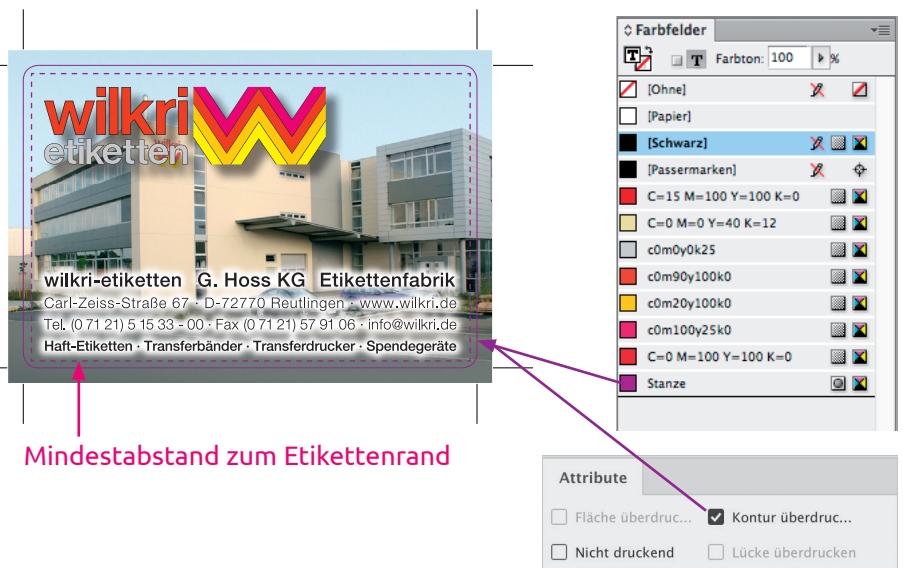 wilkri
etiketten
wilkri-etiketten G. Hoss KG Etikettenfabrik
Carl-Zeiss-Straße 67 · D-72770 Reutlingen · www.wilkri.de
Tel. (0 71 21) 5 15 33 - 00 · Fax (0 71 21) 57 91 06 · info@wilkri.de
Haft-Etiketten · Transferbänder · Transferdrucker · Spendegeräte
Mindestabstand zum Etikettenrand
Farbfelder
T T Farbton: 100 %
[Ohne]
[Papier]
[Schwarz]
[Passermarken]
C=15 M=100 Y=100 K=0
C=0 M=0 Y=40 K=12
c0m0y0k25
c0m90y100k0
c0m20y100k0
c0m100y25k0
C=0 M=100 Y=100 K=0
Stanze
Attribute
Fläche überdruc... Kontur überdruc...
Nicht druckend Lücke überdrucken